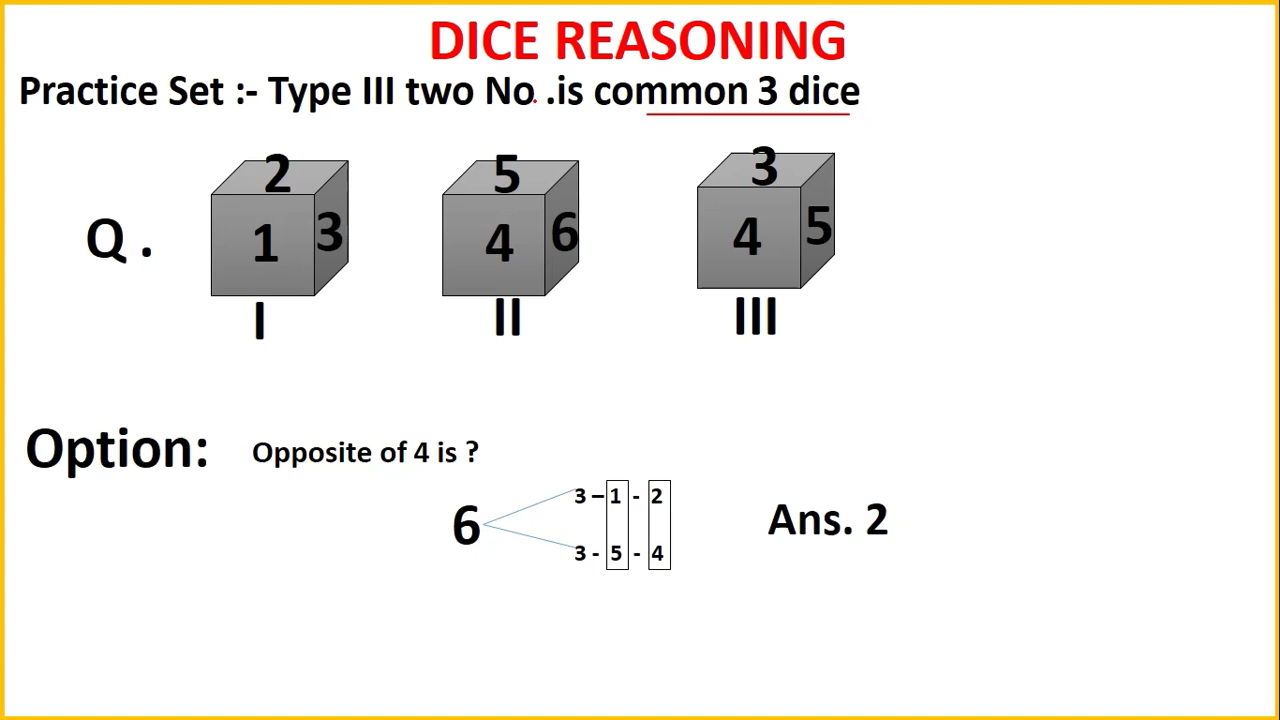 DICE REASONING
Practice Set :- Type III two No .is common 3 dice
2 5 3
Q . 1 3 4 6 4 5
I II III
Option: Opposite of 4 is ?
3 – 1 - 2
6 Ans. 2
3 - 5 - 4